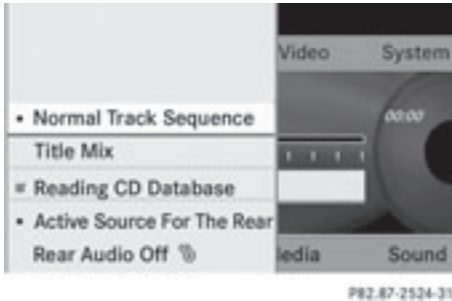 Video System
• Normal Track Sequence
00:00
Title Mix
Reading CD Database
• Active Source For The Rear
Rear Audio Off
edia Sound
P82.87-2524-31